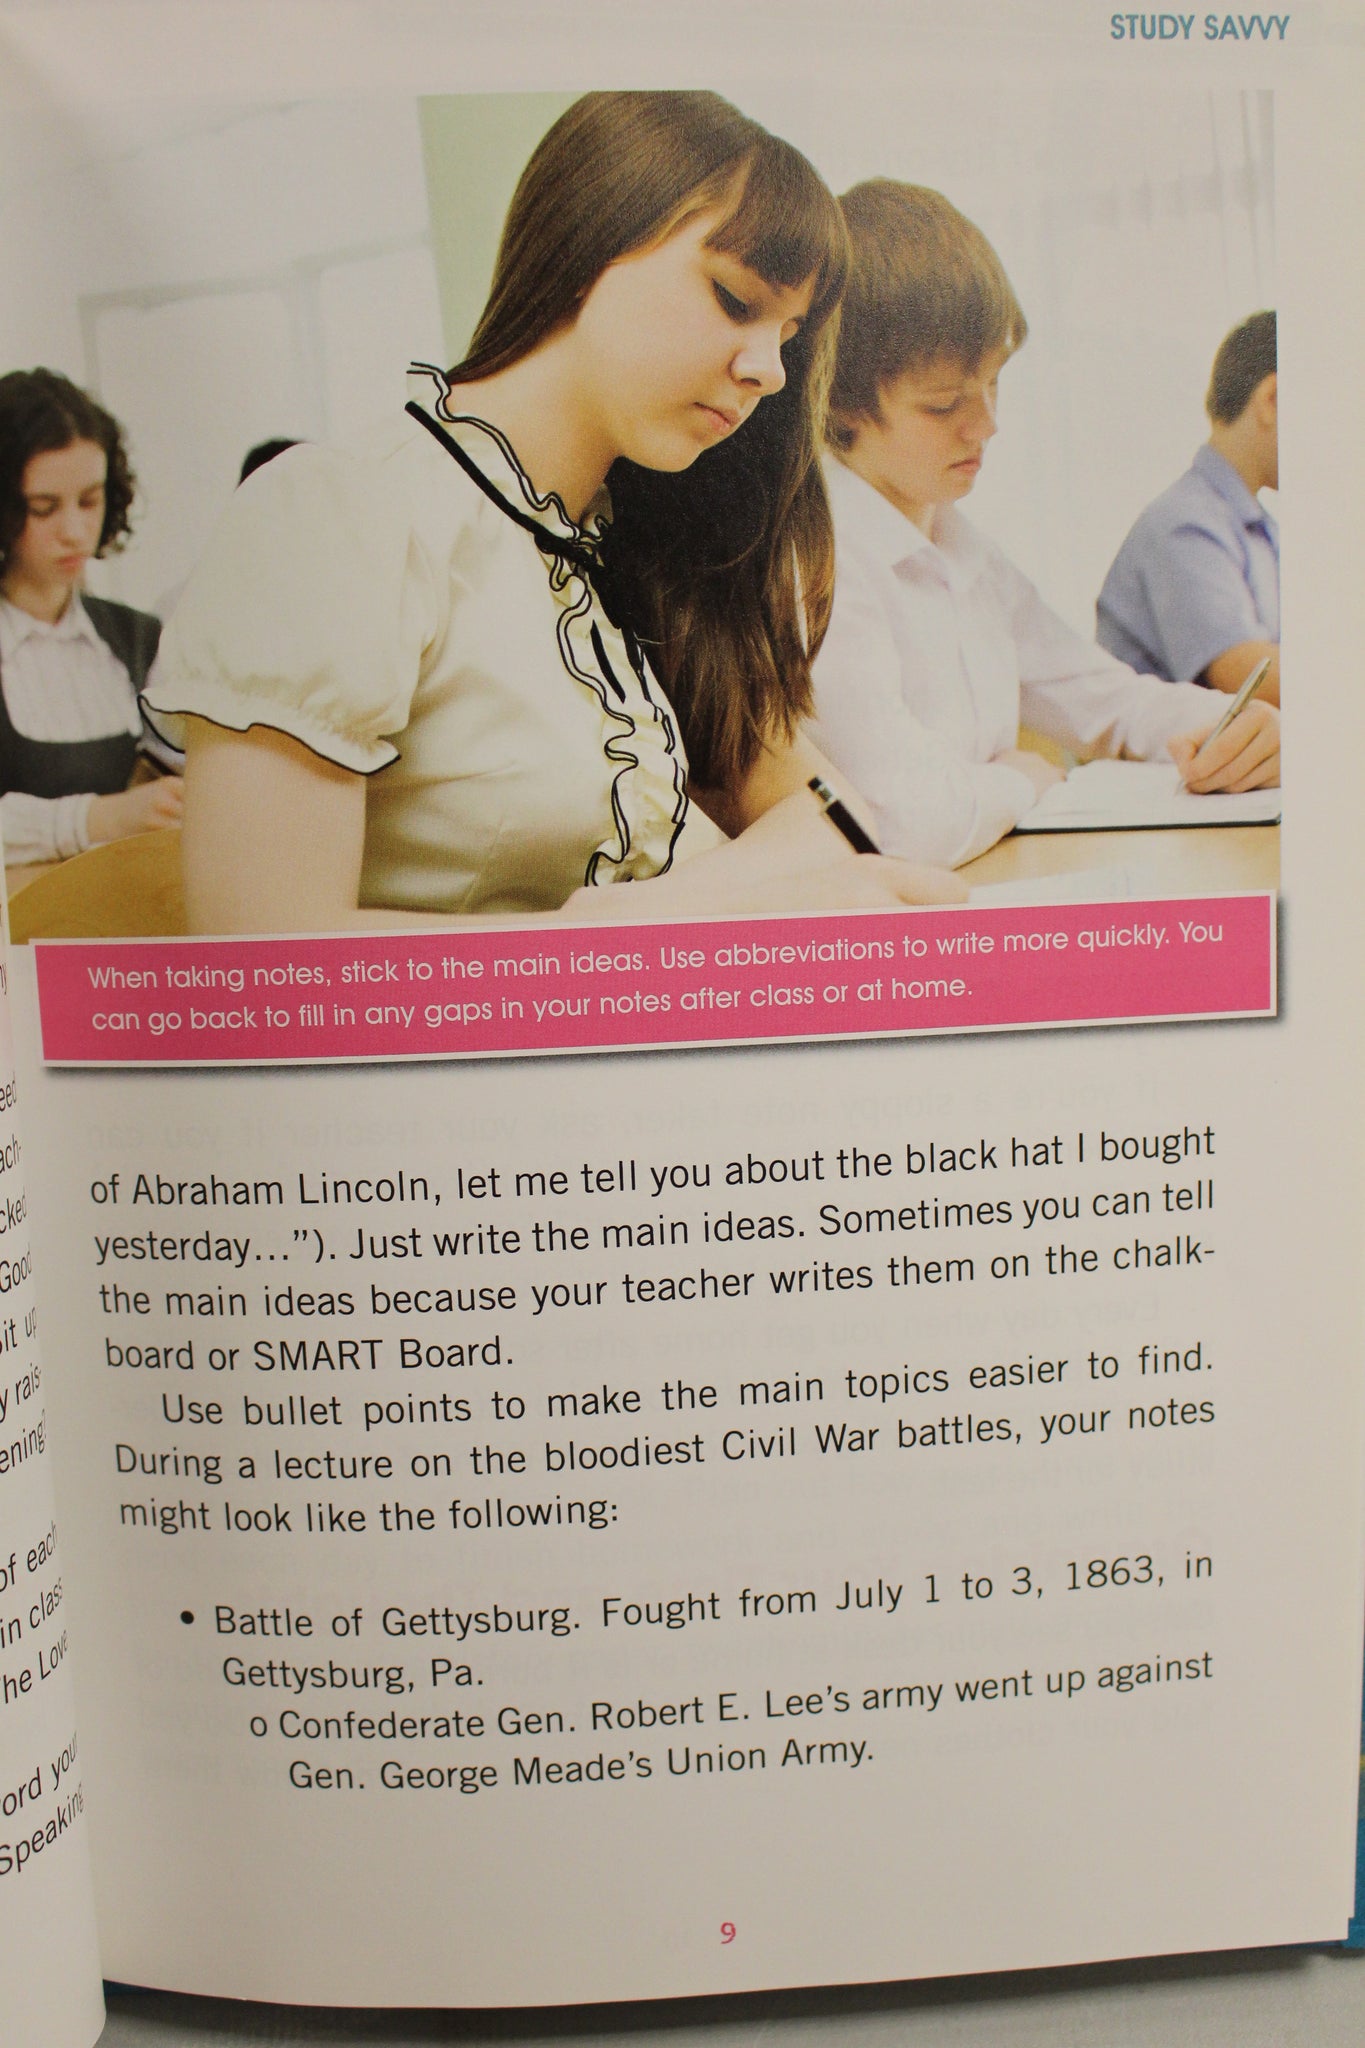 STUDY SAVVY
When taking notes, stick to the main ideas. Use abbreviations to write more quickly. You
can go back to fill in any gaps in your notes after class or at home.
of Abraham Lincoln, let me tell you about the black hat I bought
yesterday…”). Just write the main ideas. Sometimes you can tell
the main ideas because your teacher writes them on the chalk-
board or SMART Board.
Use bullet points to make the main topics easier to find.
During a lecture on the bloodiest Civil War battles, your notes
might look like the following:
• Battle of Gettysburg. Fought from July 1 to 3, 1863, in
Gettysburg, Pa.
o Confederate Gen. Robert E. Lee’s army went up against
Gen. George Meade’s Union Army.
9